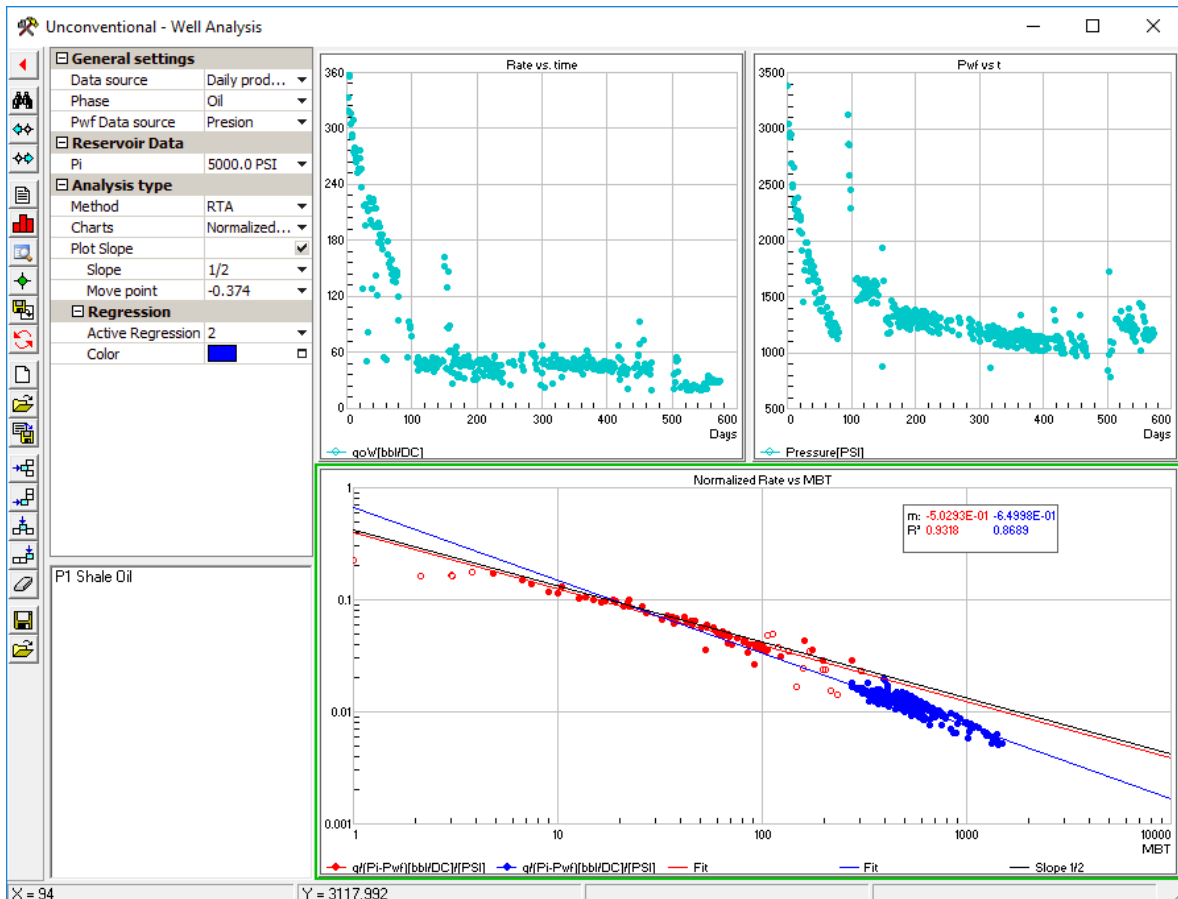 Unconventional - Well Analysis
General settings
Data source Daily prod...
Phase Oil
Pwf Data source Presion
Reservoir Data
Pi 5000.0 PSI
Analysis type
Method RTA
Charts Normalized...
Plot Slope
Slope 1/2
Move point -0.374
Regression
Active Regression 2
Color
P1 Shale Oil
Rate vs. time
360
300
240
180
120
60
0
0 100 200 300 400 500 600
Days
qoV[bbl/DC]
Pwf vs t
3500
3000
2500
2000
1500
1000
500
0 100 200 300 400 500 600
Days
Pressure[PSI]
Normalized Rate vs MBT
m: -5.0293E-01 -6.4998E-01
R² 0.9318 0.8689
1
0.1
0.01
0.001
1 10 100 1000 10000
MBT
q/(Pi-Pwf)[bbl/DC]/[PSI] q/(Pi-Pwf)[bbl/DC]/[PSI] Fit Fit Slope 1/2
X = 94 Y = 3117.992